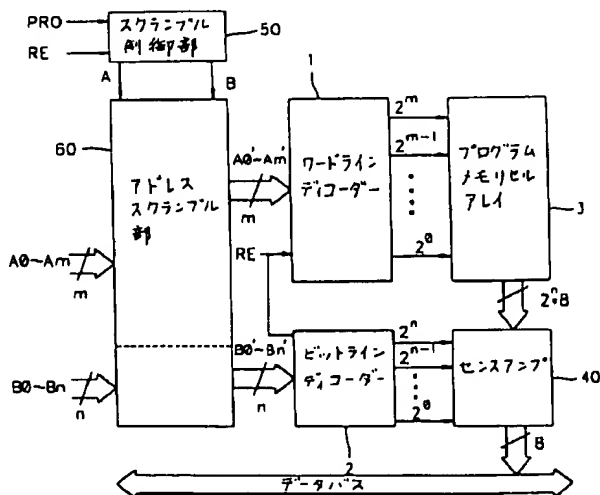 PRO
RE
スクランブル
制御部
50
A
B
60
アドレス
スクランブル
部
A0~Am
m
B0~Bn
n
A0'~Am'
m
B0'~Bn'
n
RE
1
ワードライン
ディコーダー
2^m
2^m-1
2^0
プログラム
メモリセル
アレイ
3
2^n・8
ビットライン
ディコーダー
2
2^n
2^n-1
2^0
センスアンプ
40
8
データバス